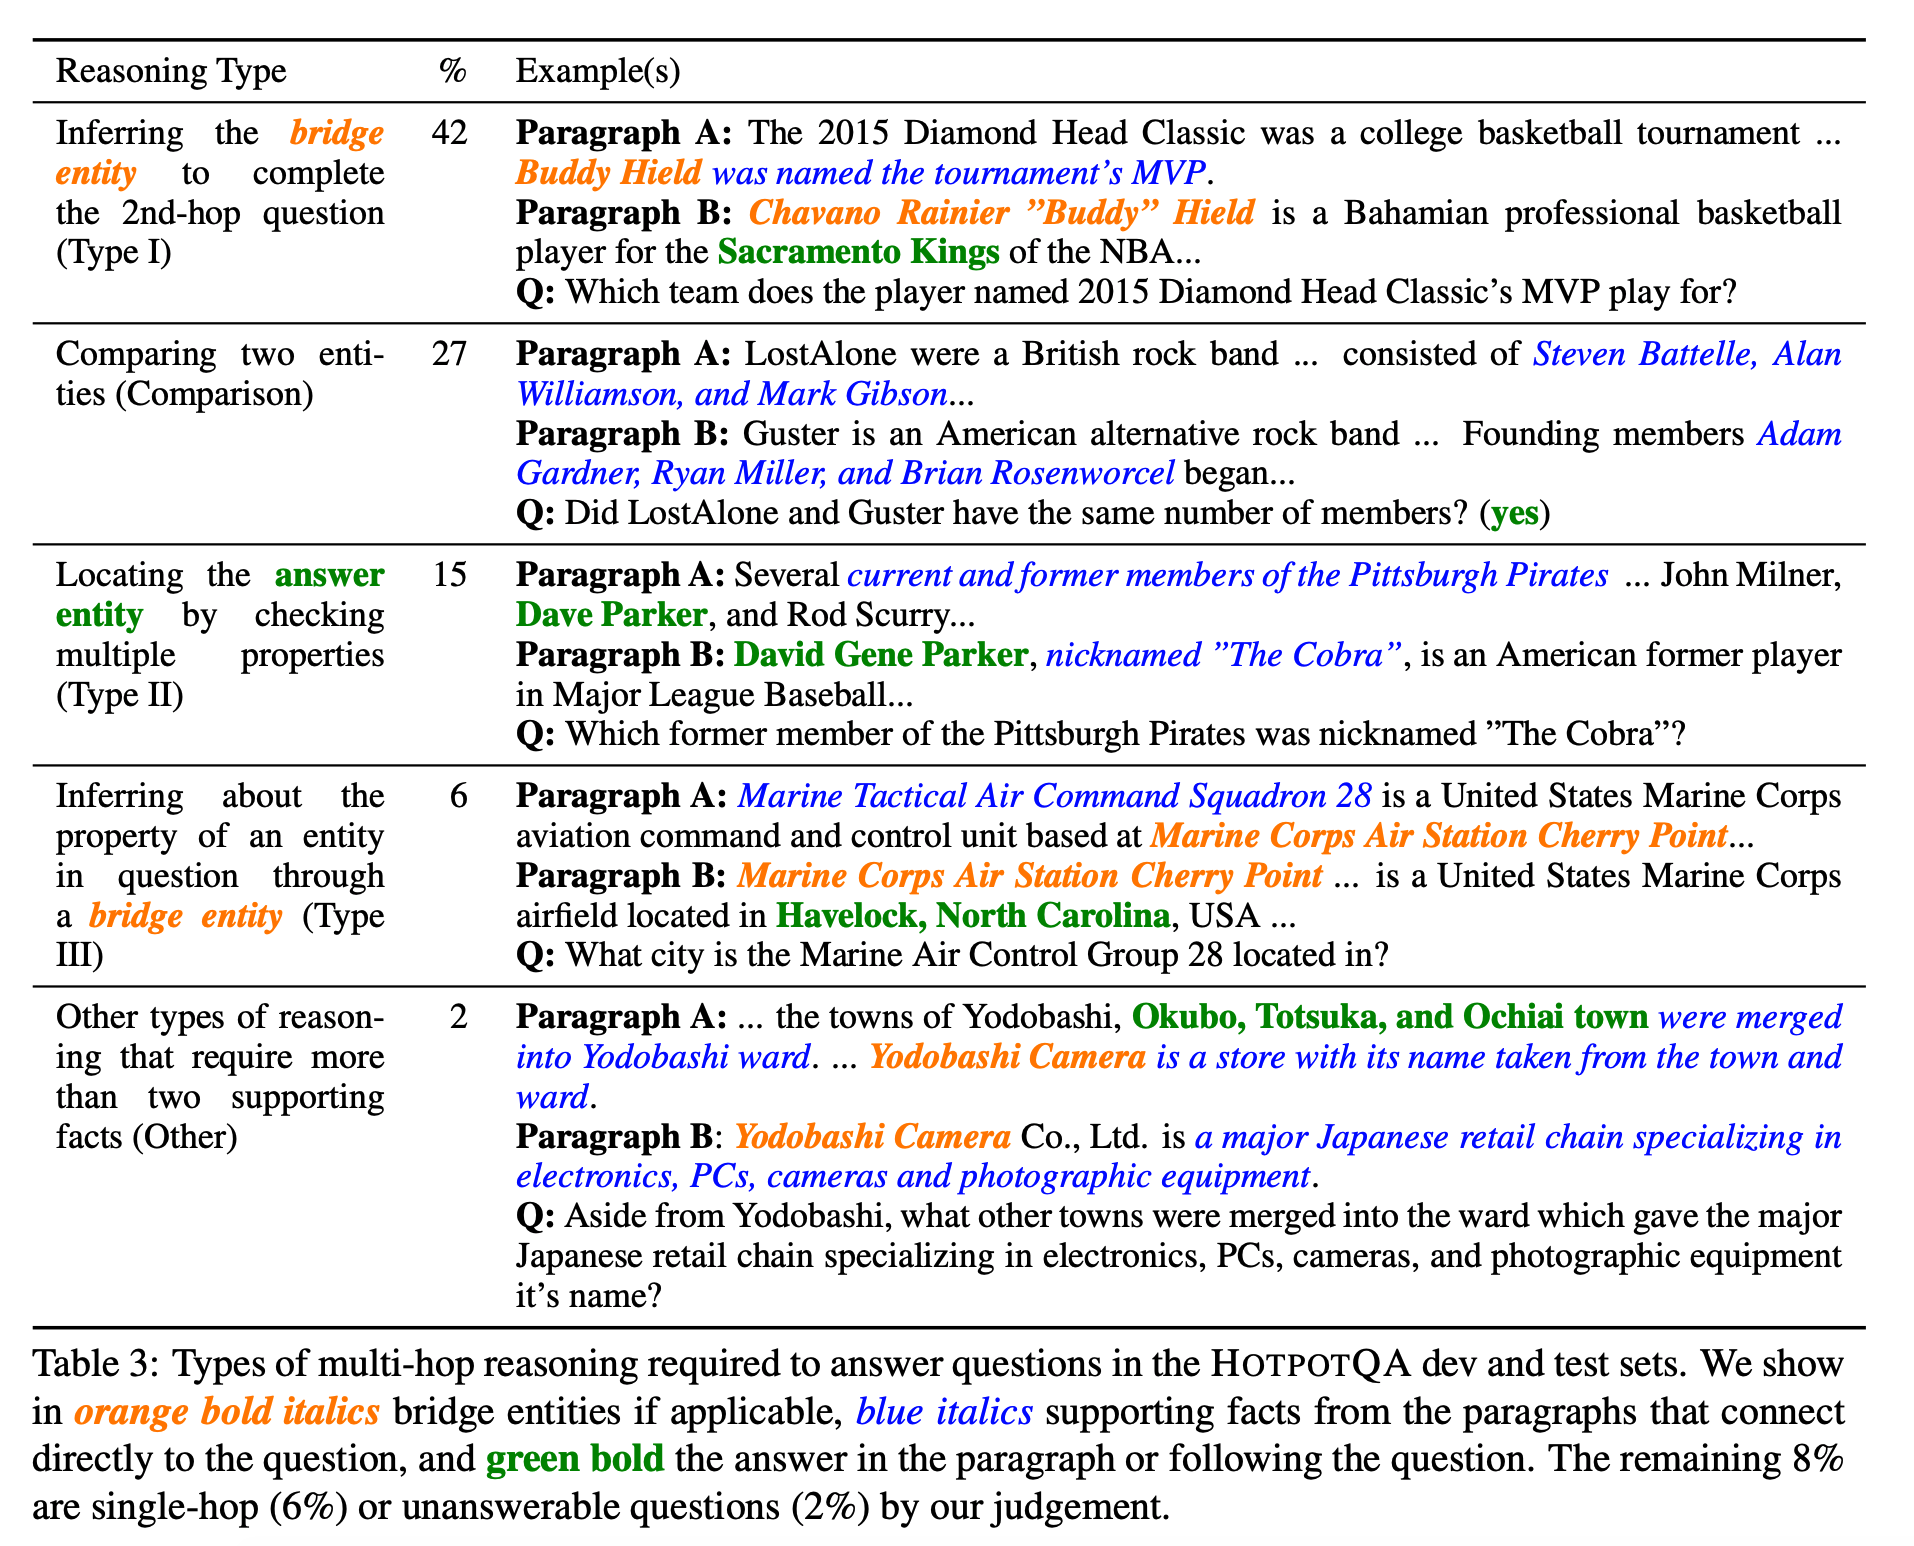 Reasoning Type % Example(s)
Inferring the bridge entity to complete the 2nd-hop question (Type I) 42
Paragraph A: The 2015 Diamond Head Classic was a college basketball tournament ...
Buddy Hield was named the tournament’s MVP.
Paragraph B: Chavano Rainier ”Buddy” Hield is a Bahamian professional basketball
player for the Sacramento Kings of the NBA...
Q: Which team does the player named 2015 Diamond Head Classic’s MVP play for?
Comparing two enti-
ties (Comparison)
27
Paragraph A: LostAlone were a British rock band ... consisted of Steven Battelle, Alan
Williamson, and Mark Gibson...
Paragraph B: Guster is an American alternative rock band ... Founding members Adam
Gardner, Ryan Miller, and Brian Rosenworcel began...
Q: Did LostAlone and Guster have the same number of members? (yes)
Locating the answer
entity by checking
multiple properties
(Type II)
15
Paragraph A: Several current and former members of the Pittsburgh Pirates ... John Milner,
Dave Parker, and Rod Scurry...
Paragraph B: David Gene Parker, nicknamed ”The Cobra”, is an American former player
in Major League Baseball...
Q: Which former member of the Pittsburgh Pirates was nicknamed ”The Cobra”?
Inferring about the
property of an entity
in question through
a bridge entity (Type
III)
6
Paragraph A: Marine Tactical Air Command Squadron 28 is a United States Marine Corps
aviation command and control unit based at Marine Corps Air Station Cherry Point...
Paragraph B: Marine Corps Air Station Cherry Point ... is a United States Marine Corps
airfield located in Havelock, North Carolina, USA ...
Q: What city is the Marine Air Control Group 28 located in?
Other types of reason-
ing that require more
than two supporting
facts (Other)
2
Paragraph A: ... the towns of Yodobashi, Okubo, Totsuka, and Ochiai town were merged
into Yodobashi ward. ... Yodobashi Camera is a store with its name taken from the town and
ward.
Paragraph B: Yodobashi Camera Co., Ltd. is a major Japanese retail chain specializing in
electronics, PCs, cameras and photographic equipment.
Q: Aside from Yodobashi, what other towns were merged into the ward which gave the major
Japanese retail chain specializing in electronics, PCs, cameras, and photographic equipment
it’s name?
Table 3: Types of multi-hop reasoning required to answer questions in the HOTPOTQA dev and test sets. We show
in orange bold italics bridge entities if applicable, blue italics supporting facts from the paragraphs that connect
directly to the question, and green bold the answer in the paragraph or following the question. The remaining 8%
are single-hop (6%) or unanswerable questions (2%) by our judgement.